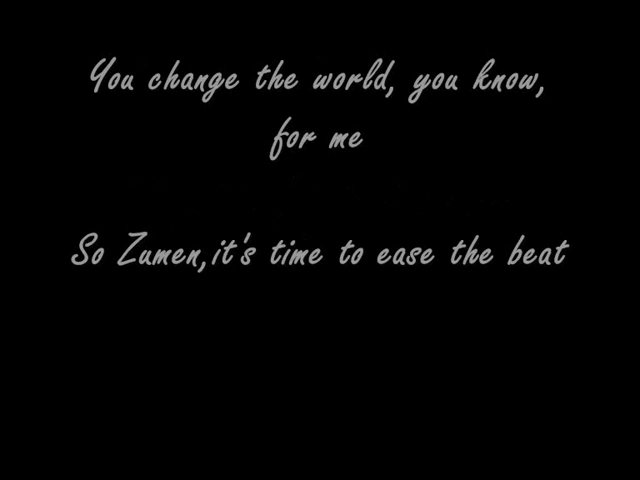 You change the world, you know,
for me
So Zumen,it's time to ease the beat